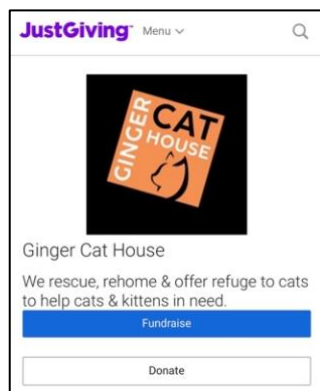 JustGiving™ Menu
GINGER
CAT
HOUSE
Ginger Cat House
We rescue, rehome & offer refuge to cats
to help cats & kittens in need.
Fundraise
Donate